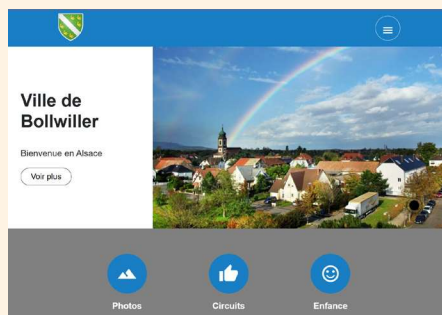 Ville de
Bollwiller
Bienvenue en Alsace
Voir plus
Photos
Circuits
Enfance